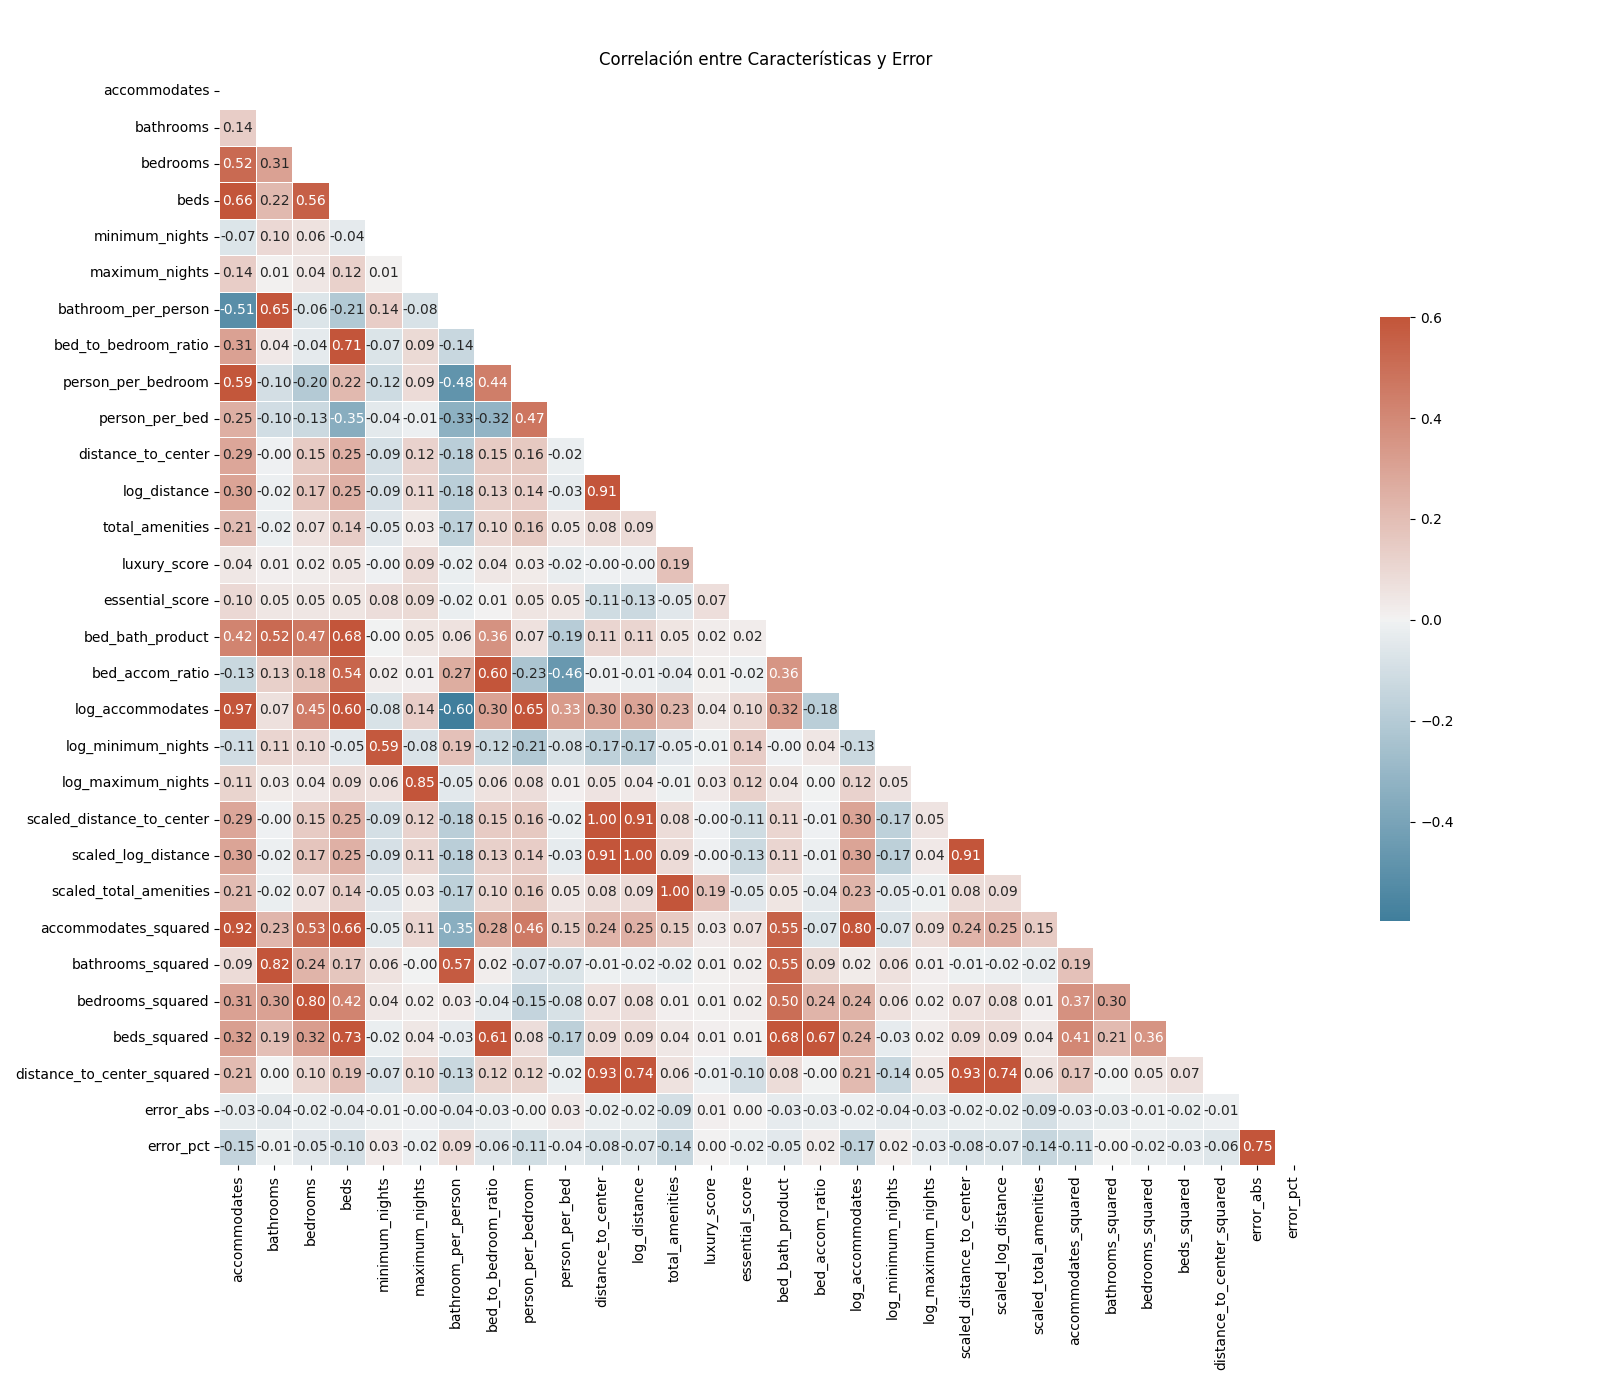 Correlación entre Características y Error
accommodates
bathrooms 0.14
bedrooms 0.52 0.31
beds 0.66 0.22 0.56
minimum_nights -0.07 0.10 0.06 -0.04
maximum_nights 0.14 0.01 0.04 0.12 0.01
bathroom_per_person -0.51 0.65 -0.06 -0.21 0.14 -0.08
bed_to_bedroom_ratio 0.31 0.04 -0.04 0.71 -0.07 0.09 -0.14
person_per_bedroom 0.59 -0.10 -0.20 0.22 -0.12 0.09 -0.48 0.44
person_per_bed 0.25 -0.10 -0.13 -0.35 -0.04 -0.01 -0.33 -0.32 0.47
distance_to_center 0.29 -0.00 0.15 0.25 -0.09 0.12 -0.18 0.15 0.16 -0.02
log_distance 0.30 -0.02 0.17 0.25 -0.09 0.11 -0.18 0.13 0.14 -0.03 0.91
total_amenities 0.21 -0.02 0.07 0.14 -0.05 0.03 -0.17 0.10 0.16 0.05 0.08 0.09
luxury_score 0.04 0.01 0.02 0.05 -0.00 0.09 -0.02 0.04 0.03 -0.02 -0.00 -0.00 0.19
essential_score 0.10 0.05 0.05 0.05 0.08 0.09 -0.02 0.01 0.05 0.05 -0.11 -0.13 -0.05 0.07
bed_bath_product 0.42 0.52 0.47 0.68 -0.00 0.05 0.06 0.36 0.07 -0.19 0.11 0.11 0.05 0.02 0.02
bed_accom_ratio -0.13 0.13 0.18 0.54 0.02 0.01 0.27 0.60 -0.23 -0.46 -0.01 -0.01 -0.04 0.01 -0.02 0.36
log_accommodates 0.97 0.07 0.45 0.60 -0.08 0.14 -0.60 0.30 0.65 0.33 0.30 0.30 0.23 0.04 0.10 0.32 -0.18
log_minimum_nights -0.11 0.11 0.10 -0.05 0.59 -0.08 0.19 -0.12 -0.21 -0.08 -0.17 -0.17 -0.05 -0.01 0.14 -0.00 0.04 -0.13
log_maximum_nights 0.11 0.03 0.04 0.09 0.06 0.85 -0.05 0.06 0.08 0.01 0.05 0.04 -0.01 0.03 0.12 0.04 0.00 0.12 0.05
scaled_distance_to_center 0.29 -0.00 0.15 0.25 -0.09 0.12 -0.18 0.15 0.16 -0.02 1.00 0.91 0.08 -0.00 -0.11 0.11 -0.01 0.30 -0.17 0.05
scaled_log_distance 0.30 -0.02 0.17 0.25 -0.09 0.11 -0.18 0.13 0.14 -0.03 0.91 1.00 0.09 -0.00 -0.13 0.11 -0.01 0.30 -0.17 0.04 0.91
scaled_total_amenities 0.21 -0.02 0.07 0.14 -0.05 0.03 -0.17 0.10 0.16 0.05 0.08 0.09 1.00 0.19 -0.05 0.05 -0.04 0.23 -0.05 -0.01 0.08 0.09
accommodates_squared 0.92 0.23 0.53 0.66 -0.05 0.11 -0.35 0.28 0.46 0.15 0.24 0.25 0.15 0.03 0.07 0.55 -0.07 0.80 -0.07 0.09 0.24 0.25 0.15
bathrooms_squared 0.09 0.82 0.24 0.17 0.06 -0.00 0.57 0.02 -0.07 -0.07 -0.01 -0.02 -0.02 0.01 0.02 0.55 0.09 0.02 0.06 0.01 -0.01 -0.02 -0.02 0.19
bedrooms_squared 0.31 0.30 0.80 0.42 0.04 0.02 0.03 -0.04 -0.15 -0.08 0.07 0.08 0.01 0.01 0.02 0.50 0.24 0.24 0.06 0.02 0.07 0.08 0.01 0.37 0.30
beds_squared 0.32 0.19 0.32 0.73 -0.02 0.04 -0.03 0.61 0.08 -0.17 0.09 0.09 0.04 0.01 0.01 0.68 0.67 0.24 -0.03 0.02 0.09 0.09 0.04 0.41 0.21 0.36
distance_to_center_squared 0.21 0.00 0.10 0.19 -0.07 0.10 -0.13 0.12 0.12 -0.02 0.93 0.74 0.06 -0.01 -0.10 0.08 -0.00 0.21 -0.14 0.05 0.93 0.74 0.06 0.17 -0.00 0.05 0.07
error_abs -0.03 -0.04 -0.02 -0.04 -0.01 -0.00 -0.04 -0.03 -0.00 0.03 -0.02 -0.02 -0.09 0.01 0.00 -0.03 -0.03 -0.02 -0.04 -0.03 -0.02 -0.02 -0.09 -0.03 -0.03 -0.01 -0.02 -0.01
error_pct -0.15 -0.01 -0.05 -0.10 0.03 -0.02 0.09 -0.06 -0.11 -0.04 -0.08 -0.07 -0.14 0.00 -0.02 -0.05 0.02 -0.17 0.02 -0.03 -0.08 -0.07 -0.14 -0.11 -0.00 -0.02 -0.03 -0.06 0.75
accommodates
bathrooms
bedrooms
beds
minimum_nights
maximum_nights
bathroom_per_person
bed_to_bedroom_ratio
person_per_bedroom
person_per_bed
distance_to_center
log_distance
total_amenities
luxury_score
essential_score
bed_bath_product
bed_accom_ratio
log_accommodates
log_minimum_nights
log_maximum_nights
scaled_distance_to_center
scaled_log_distance
scaled_total_amenities
accommodates_squared
bathrooms_squared
bedrooms_squared
beds_squared
distance_to_center_squared
error_abs
error_pct
0.6
0.4
0.2
0.0
−0.2
−0.4